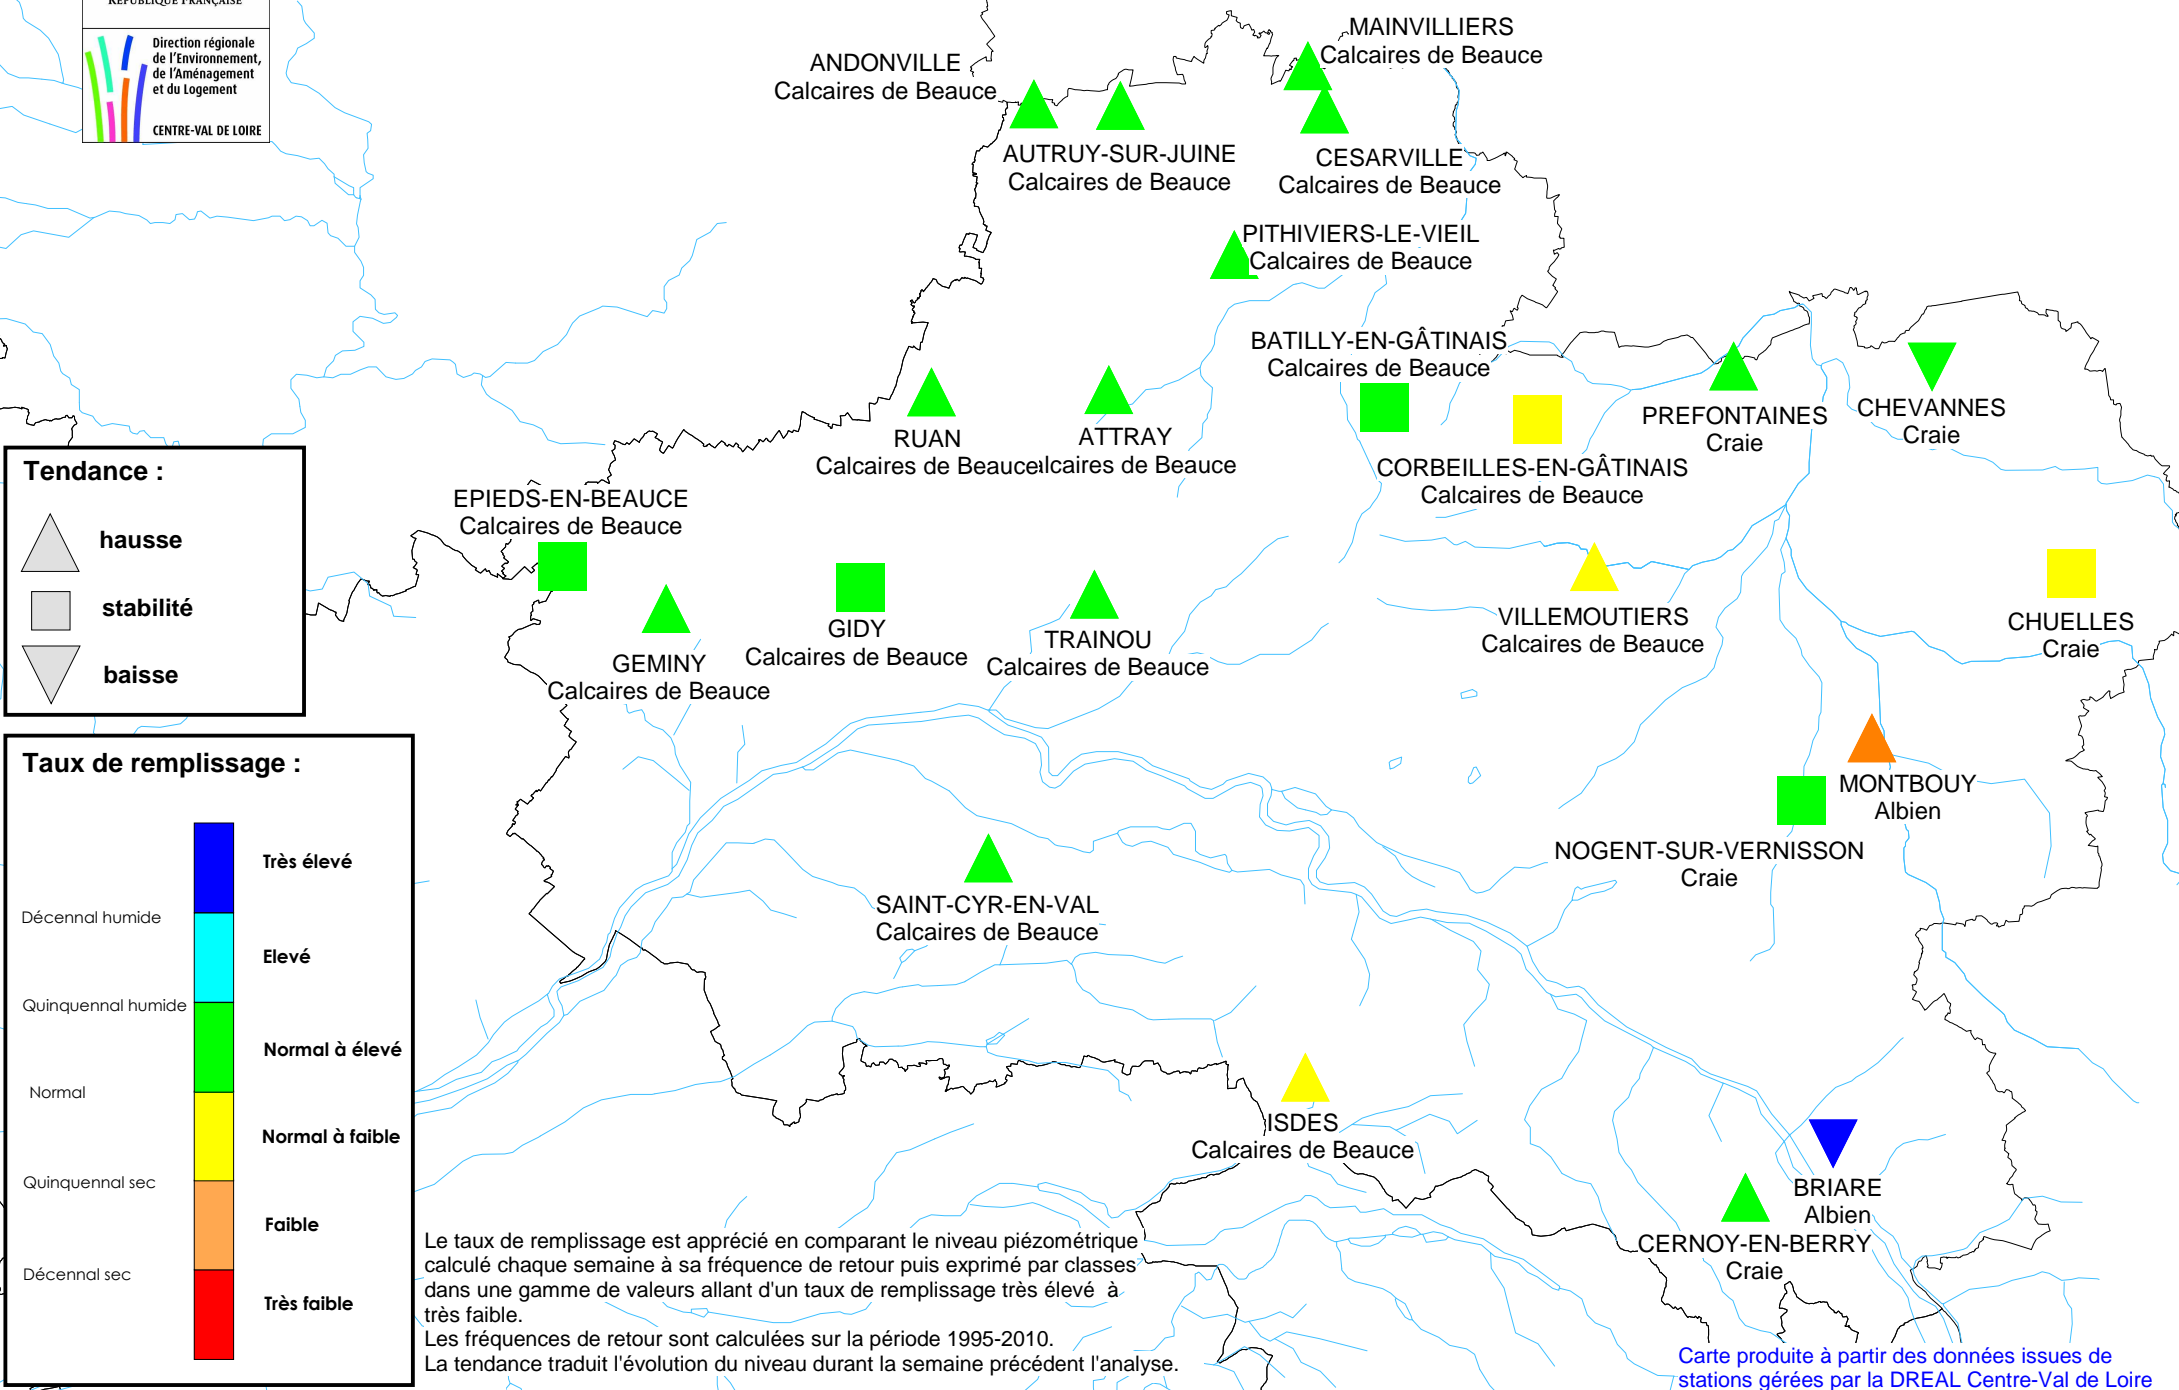 RÉPUBLIQUE FRANÇAISE
Direction régionale
de l'Environnement,
de l'Aménagement
et du Logement
CENTRE-VAL DE LOIRE
MAINVILLIERS
Calcaires de Beauce
ANDONVILLE
Calcaires de Beauce
AUTRUY-SUR-JUINE
Calcaires de Beauce
CESARVILLE
Calcaires de Beauce
PITHIVIERS-LE-VIEIL
Calcaires de Beauce
BATILLY-EN-GÂTINAIS
Calcaires de Beauce
PREFONTAINES
Craie
CHEVANNES
Craie
RUAN
Calcaires de Beauce
ATTRAY
alcaires de Beauce
CORBEILLES-EN-GÂTINAIS
Calcaires de Beauce
EPIEDS-EN-BEAUCE
Calcaires de Beauce
GEMINY
Calcaires de Beauce
GIDY
Calcaires de Beauce
TRAINOU
Calcaires de Beauce
VILLEMOUTIERS
Calcaires de Beauce
CHUELLES
Craie
MONTBOUY
Albien
NOGENT-SUR-VERNISSON
Craie
SAINT-CYR-EN-VAL
Calcaires de Beauce
ISDES
Calcaires de Beauce
BRIARE
Albien
CERNOY-EN-BERRY
Craie
Tendance :
hausse
stabilité
baisse
Taux de remplissage :
Très élevé
Décennal humide
Elevé
Quinquennal humide
Normal à élevé
Normal
Normal à faible
Quinquennal sec
Faible
Décennal sec
Très faible
Le taux de remplissage est apprécié en comparant le niveau piézométrique
calculé chaque semaine à sa fréquence de retour puis exprimé par classes
dans une gamme de valeurs allant d'un taux de remplissage très élevé à
très faible.
Les fréquences de retour sont calculées sur la période 1995-2010.
La tendance traduit l'évolution du niveau durant la semaine précédent l'analyse.
Carte produite à partir des données issues de
stations gérées par la DREAL Centre-Val de Loire